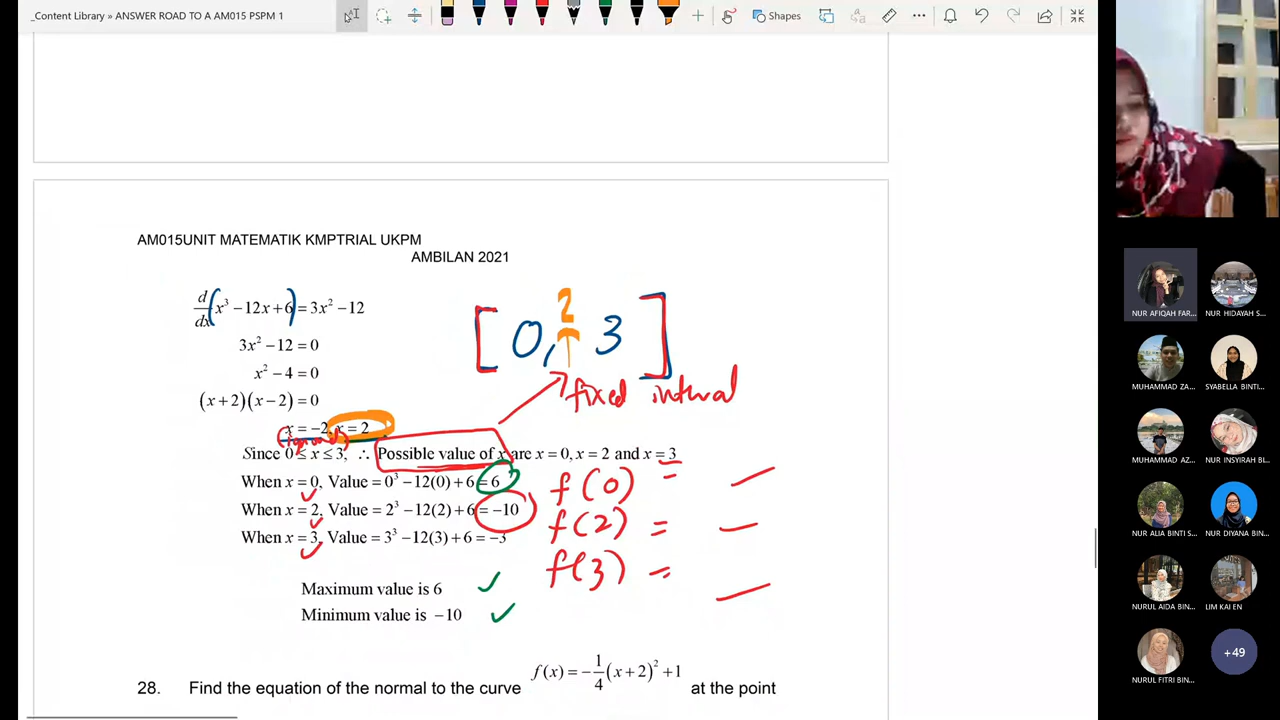 _Content Library » ANSWER ROAD TO A AM015 PSPM 1
Shapes
AM015UNIT MATEMATIK KMPTRIAL UKPM
AMBILAN 2021
d/dx (x³ −12x+6) = 3x² −12
3x² −12 = 0
x² −4 = 0
(x+2)(x−2) = 0
x = −2, x = 2
Since 0 ≤ x ≤ 3, ∴ Possible value of x are x = 0, x = 2 and x = 3
When x = 0, Value = 0³ −12(0)+6 = 6
When x = 2, Value = 2³ −12(2)+6 = −10
When x = 3, Value = 3³ −12(3)+6 = −3
Maximum value is 6
Minimum value is −10
[ 0, 2 3 ]
fixed interval
f(0) =
f(2) =
f(3) =
28. Find the equation of the normal to the curve f(x) = −1/4 (x+2)² +1 at the point
NUR AFIQAH FAR...
NUR HIDAYAH S...
MUHAMMAD ZA...
SYABELLA BINTI...
MUHAMMAD AZ...
NUR INSYIRAH BI...
NUR ALIA BINTI S...
NUR DIYANA BIN...
NURUL AIDA BIN...
LIM KAI EN
NURUL FITRI BIN...
+49